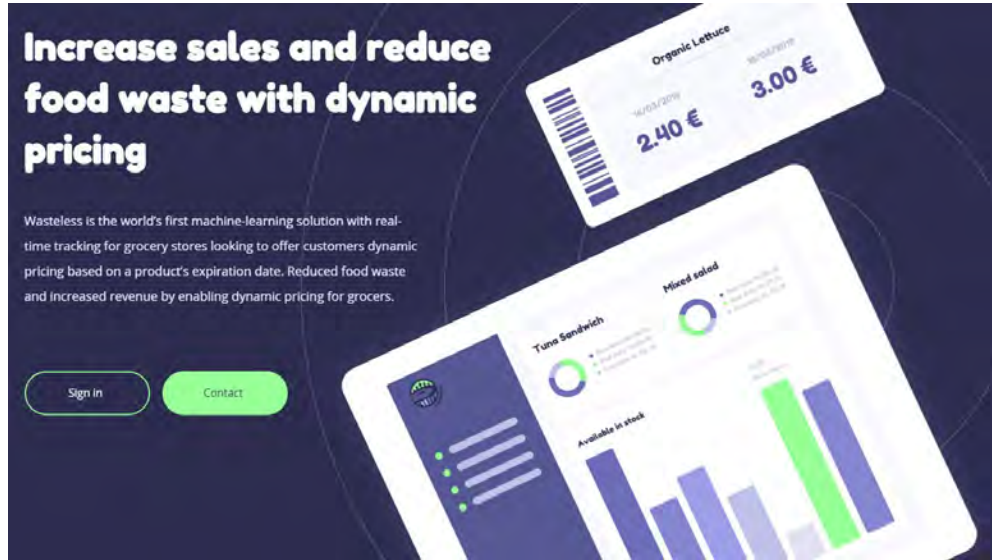 Increase sales and reduce
food waste with dynamic
pricing
Wasteless is the world's first machine-learning solution with real-
time tracking for grocery stores looking to offer customers dynamic
pricing based on a product's expiration date. Reduced food waste
and increased revenue by enabling dynamic pricing for grocers.
Sign in
Contact
Organic Lettuce
2.40 €
3.00 €
Tuna Sandwich
Mixed salad
Available in stock